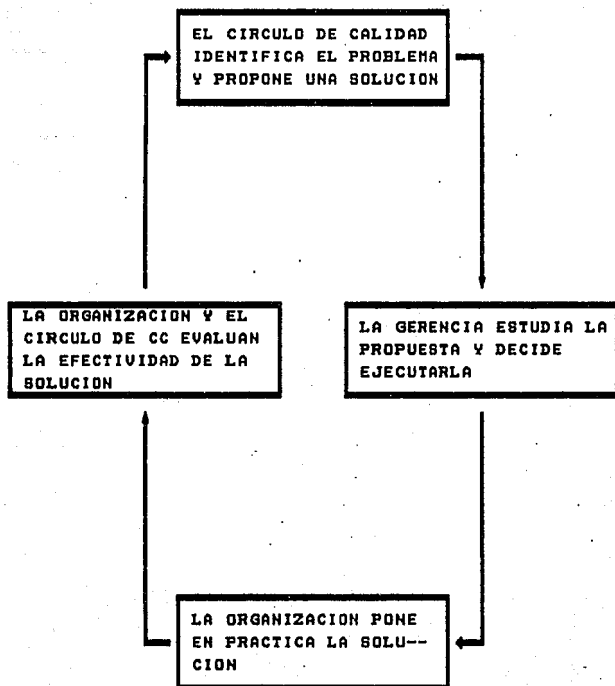 EL CIRCULO DE CALIDAD
IDENTIFICA EL PROBLEMA
Y PROPONE UNA SOLUCION
LA GERENCIA ESTUDIA LA
PROPUESTA Y DECIDE
EJECUTARLA
LA ORGANIZACION PONE
EN PRACTICA LA SOLU--
CION
LA ORGANIZACION Y EL
CIRCULO DE CC EVALUAN
LA EFECTIVIDAD DE LA
SOLUCION